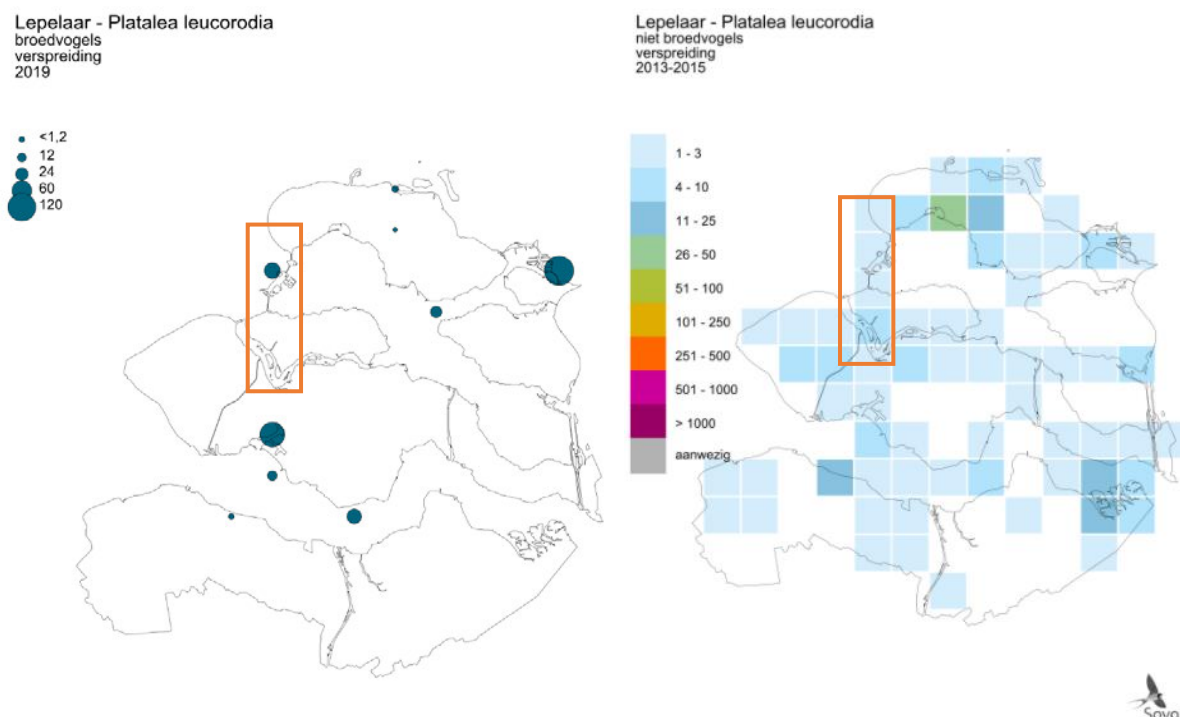 Lepelaar - Platalea leucorodia
broedvogels
verspreiding
2019
<1,2
12
24
60
120
Lepelaar - Platalea leucorodia
niet broedvogels
verspreiding
2013-2015
1 - 3
4 - 10
11 - 25
26 - 50
51 - 100
101 - 250
251 - 500
501 - 1000
> 1000
aanwezig